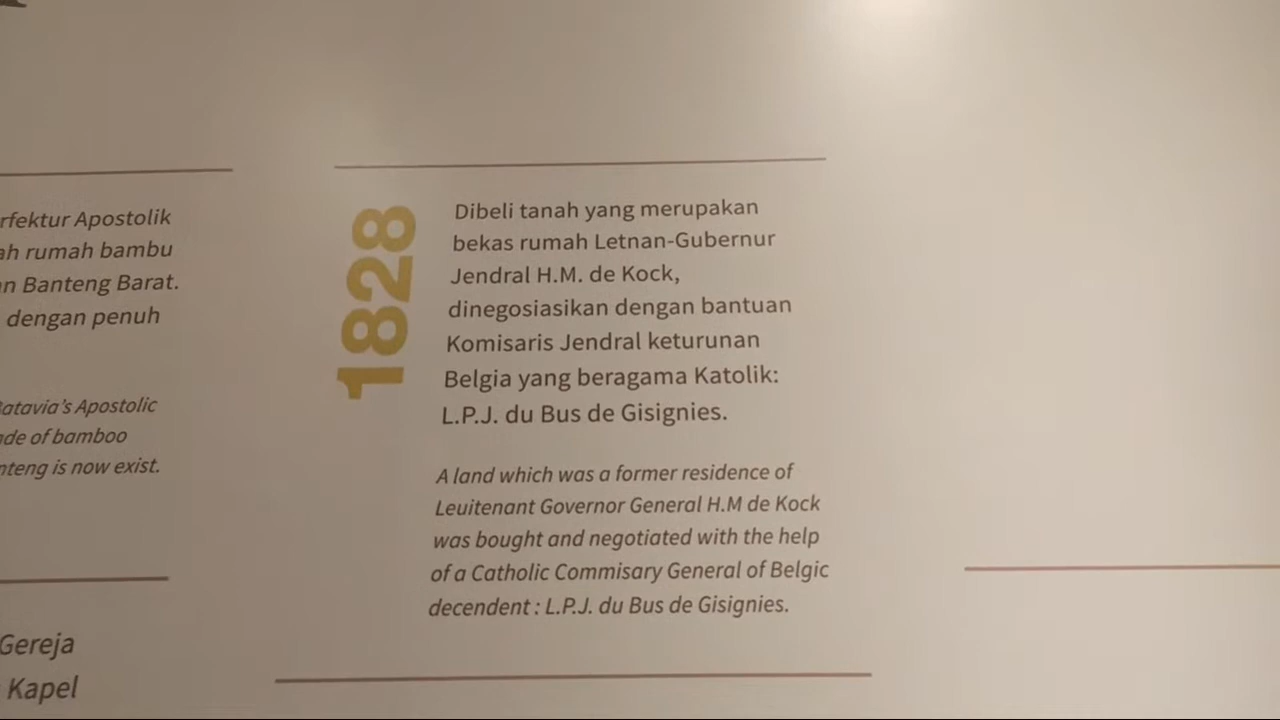 rfektur Apostolik
ah rumah bambu
n Banteng Barat.
dengan penuh
Batavia's Apostolic
ade of bamboo
nteng is now exist.
Gereja
Kapel
1828
Dibeli tanah yang merupakan
bekas rumah Letnan-Gubernur
Jendral H.M. de Kock,
dinegosiasikan dengan bantuan
Komisaris Jendral keturunan
Belgia yang beragama Katolik:
L.P.J. du Bus de Gisignies.
A land which was a former residence of
Leuitenant Governor General H.M de Kock
was bought and negotiated with the help
of a Catholic Commisary General of Belgic
decendent : L.P.J. du Bus de Gisignies.